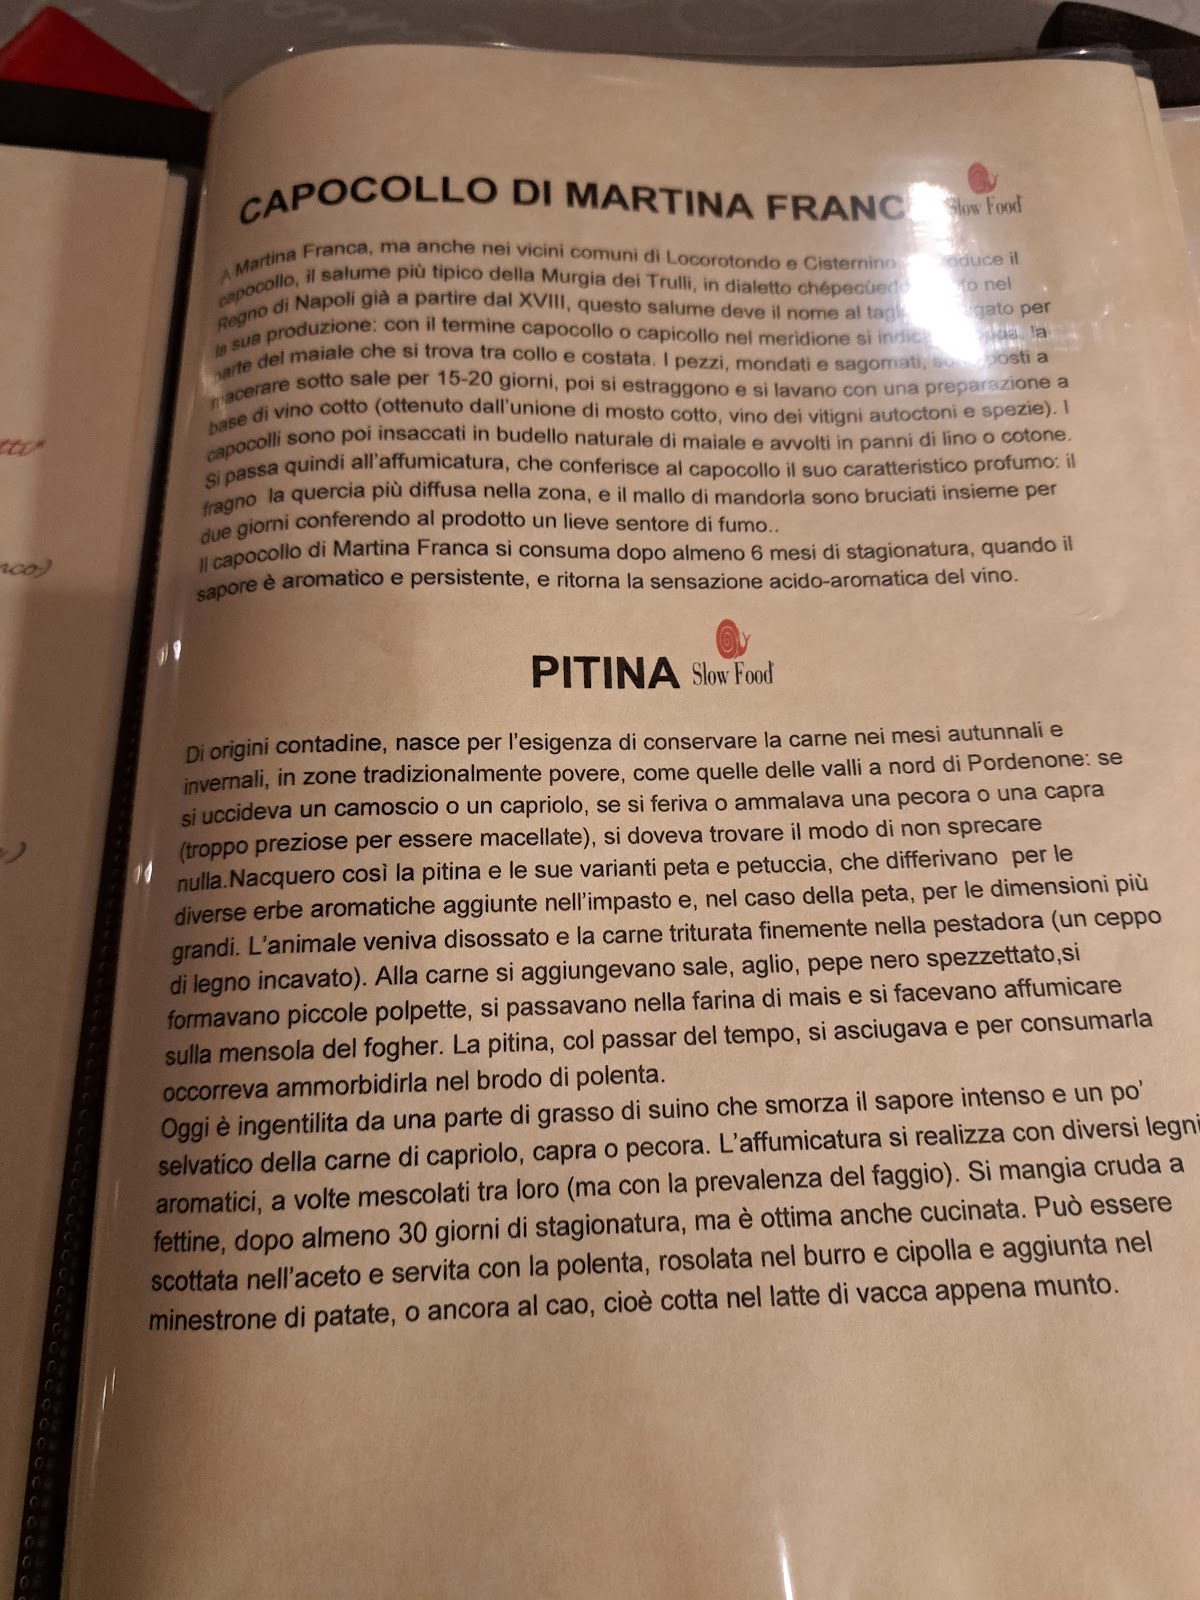 CAPOCOLLO DI MARTINA FRANC
Slow Food
A Martina Franca, ma anche nei vicini comuni di Locorotondo e Cisternino il
capocollo, il salume più tipico della Murgia dei Trulli, in dialetto nel
Regno di Napoli già a partire dal XVIII, questo salume deve il nome al per
la sua produzione: con il termine capocollo o capicollo nel meridione si la
parte del maiale che si trova tra collo e costata. I pezzi, mondati e sagomati, a
macerare sotto sale per 15-20 giorni, poi si estraggono e si lavano con una preparazione a
base di vino cotto (ottenuto dall'unione di mosto cotto, vino dei vitigni autoctoni e spezie). I
capocolli sono poi insaccati in budello naturale di maiale e avvolti in panni di lino o cotone.
Si passa quindi all'affumicatura, che conferisce al capocollo il suo caratteristico profumo: il
fragno la quercia più diffusa nella zona, e il mallo di mandorla sono bruciati insieme per
due giorni conferendo al prodotto un lieve sentore di fumo..
Il capocollo di Martina Franca si consuma dopo almeno 6 mesi di stagionatura, quando il
sapore è aromatico e persistente, e ritorna la sensazione acido-aromatica del vino.
PITINA Slow Food
Di origini contadine, nasce per l'esigenza di conservare la carne nei mesi autunnali e
invernali, in zone tradizionalmente povere, come quelle delle valli a nord di Pordenone: se
si uccideva un camoscio o un capriolo, se si feriva o ammalava una pecora o una capra
(troppo preziose per essere macellate), si doveva trovare il modo di non sprecare
nulla.Nacquero così la pitina e le sue varianti peta e petuccia, che differivano per le
diverse erbe aromatiche aggiunte nell'impasto e, nel caso della peta, per le dimensioni più
grandi. L'animale veniva disossato e la carne triturata finemente nella pestadora (un ceppo
di legno incavato). Alla carne si aggiungevano sale, aglio, pepe nero spezzettato,si
formavano piccole polpette, si passavano nella farina di mais e si facevano affumicare
sulla mensola del fogher. La pitina, col passar del tempo, si asciugava e per consumarla
occorreva ammorbidirla nel brodo di polenta.
Oggi è ingentilita da una parte di grasso di suino che smorza il sapore intenso e un po'
selvatico della carne di capriolo, capra o pecora. L'affumicatura si realizza con diversi legni
aromatici, a volte mescolati tra loro (ma con la prevalenza del faggio). Si mangia cruda a
fettine, dopo almeno 30 giorni di stagionatura, ma è ottima anche cucinata. Può essere
scottata nell'aceto e servita con la polenta, rosolata nel burro e cipolla e aggiunta nel
minestrone di patate, o ancora al cao, cioè cotta nel latte di vacca appena munto.